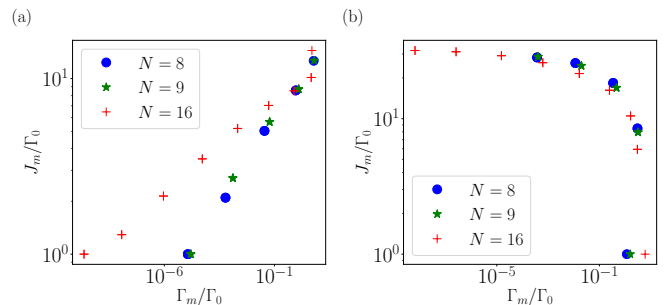 (a)
N = 8
N = 9
N = 16
10^1
10^0
J_m/Γ_0
10^{-6}
10^{-1}
Γ_m/Γ_0
(b)
N = 8
N = 9
N = 16
10^1
10^0
J_m/Γ_0
10^{-5}
10^{-1}
Γ_m/Γ_0